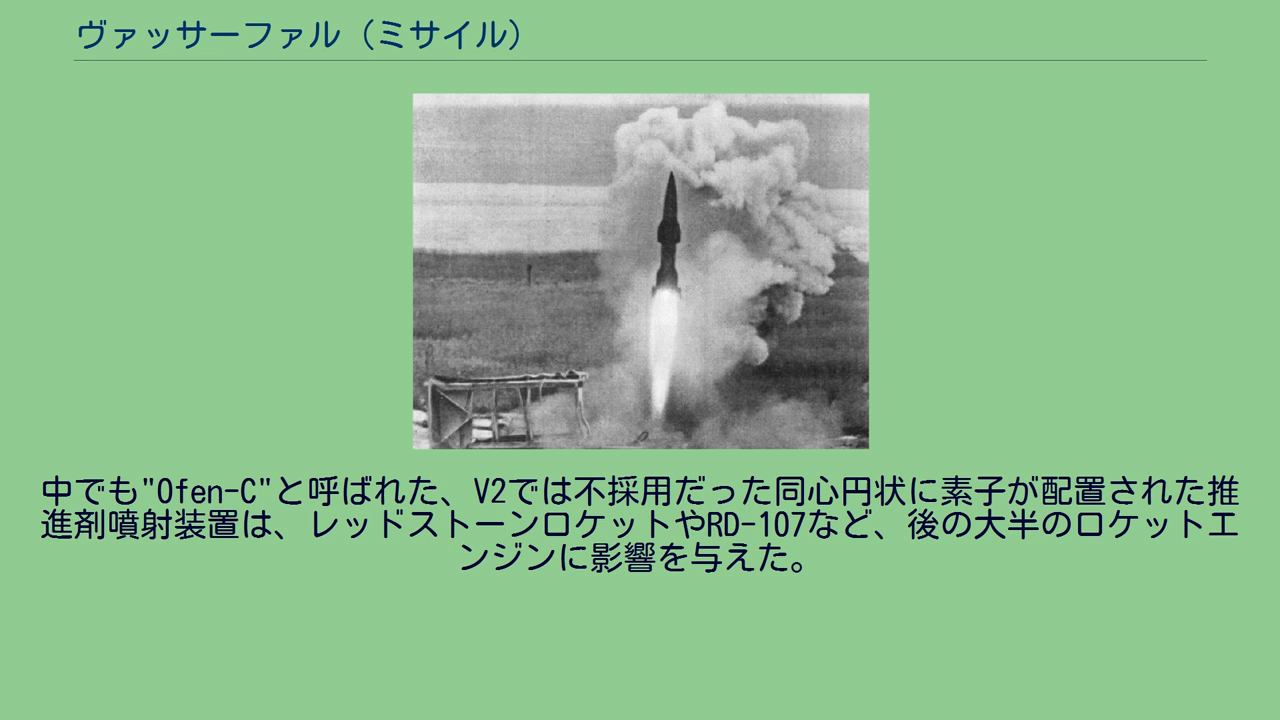 ヴァッサーファル（ミサイル）
中でも"Ofen-C"と呼ばれた、V2では不採用だった同心円状に素子が配置された推
進剤噴射装置は、レッドストーンロケットやRD-107など、後の大半のロケットエ
ンジンに影響を与えた。